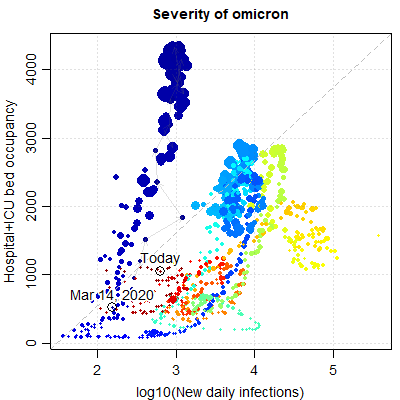 Severity of omicron
Hospital+ICU bed occupancy
4000
3000
2000
1000
0
Today
Mar 14, 2020
2 3 4 5
log10(New daily infections)